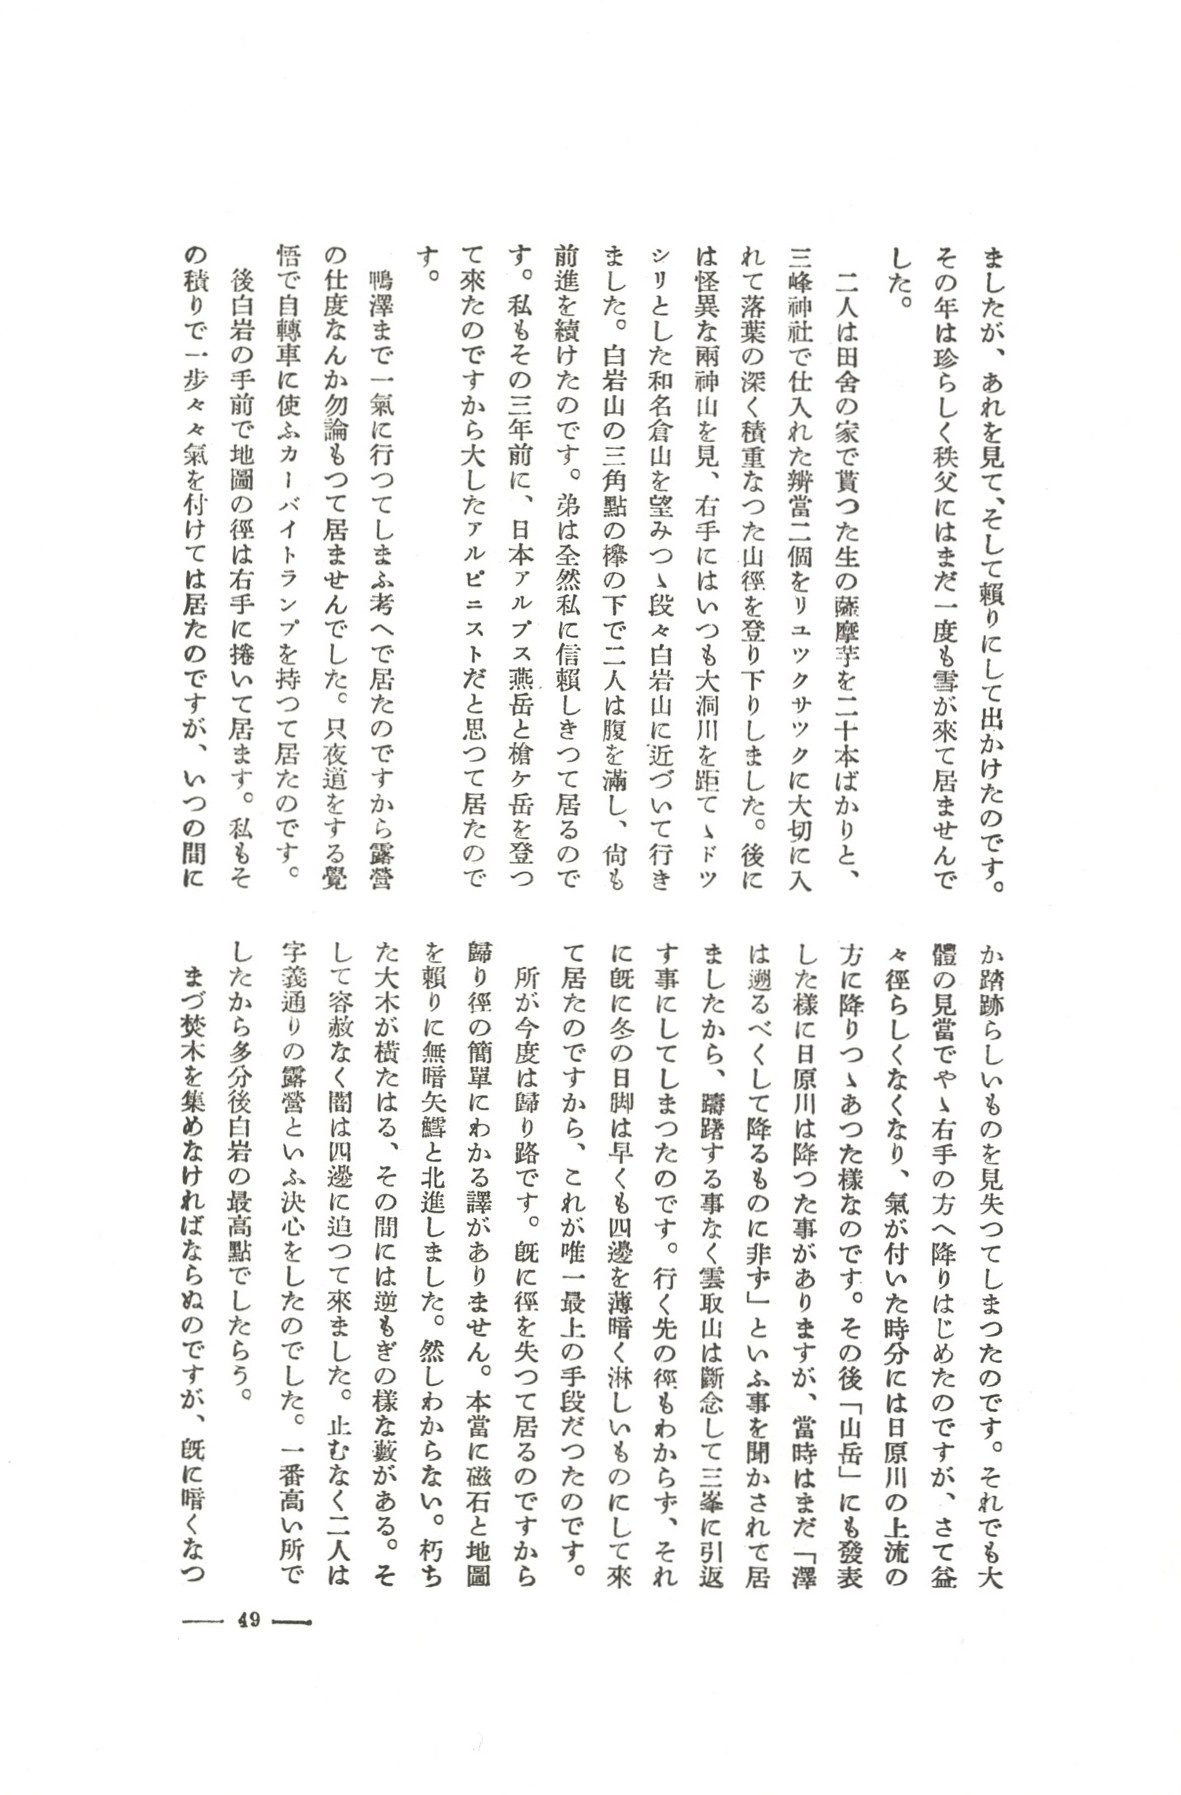 ましたが、あれを見て、そして賴りにして出かけたのです。
その年は珍らしく秩父にはまだ一度も雪が來て居ませんで
した。
　二人は田舍の家で貰つた生の薩摩芋を二十本ばかりと、
三峰神社で仕入れた辨當二個をリユツクサツクに大切に入
れて落葉の深く積重なつた山徑を登り下りしました。後に
は怪異な兩神山を見、右手にはいつも大洞川を距てゝドツ
シリとした和名倉山を望みつゝ段々白岩山に近づいて行き
ました。白岩山の三角點の欅の下で二人は腹を滿し、尙も
前進を續けたのです。弟は全然私に信賴しきつて居るので
す。私もその三年前に、日本アルプス燕岳と槍ケ岳を登つ
て來たのですから大したアルピニストだと思つて居たので
す。
　鴨澤まで一氣に行つてしまふ考へで居たのですから露營
の仕度なんか勿論もつて居ませんでした。只夜道をする覺
悟で自轉車に使ふカーバイトランプを持つて居たのです。
　後白岩の手前で地圖の徑は右手に捲いて居ます。私もそ
の積りで一步々々氣を付けては居たのですが、いつの間に
か踏跡らしいものを見失つてしまつたのです。それでも大
體の見當でやゝ右手の方へ降りはじめたのですが、さて益
々徑らしくなくなり、氣が付いた時分には日原川の上流の
方に降りつゝあつた樣なのです。その後「山岳」にも發表
した樣に日原川は降つた事がありますが、當時はまだ「澤
は遡るべくして降るものに非ず」といふ事を聞かされて居
ましたから、躊躇する事なく雲取山は斷念して三峯に引返
す事にしてしまつたのです。行く先の徑もわからず、それ
に旣に冬の日脚は早くも四邊を薄暗く淋しいものにして來
て居たのですから、これが唯一最上の手段だつたのです。
　所が今度は歸り路です。旣に徑を失つて居るのですから
歸り徑の簡單にわかる譯がありません。本當に磁石と地圖
を賴りに無暗矢鱈と北進しました。然しわからない。朽ち
た大木が橫たはる、その間には逆もぎの樣な藪がある。そ
して容赦なく闇は四邊に迫つて來ました。止むなく二人は
字義通りの露營といふ決心をしたのでした。一番高い所で
したから多分後白岩の最高點でしたらう。
　まづ焚木を集めなければならぬのですが、旣に暗くなつ
— 49 —